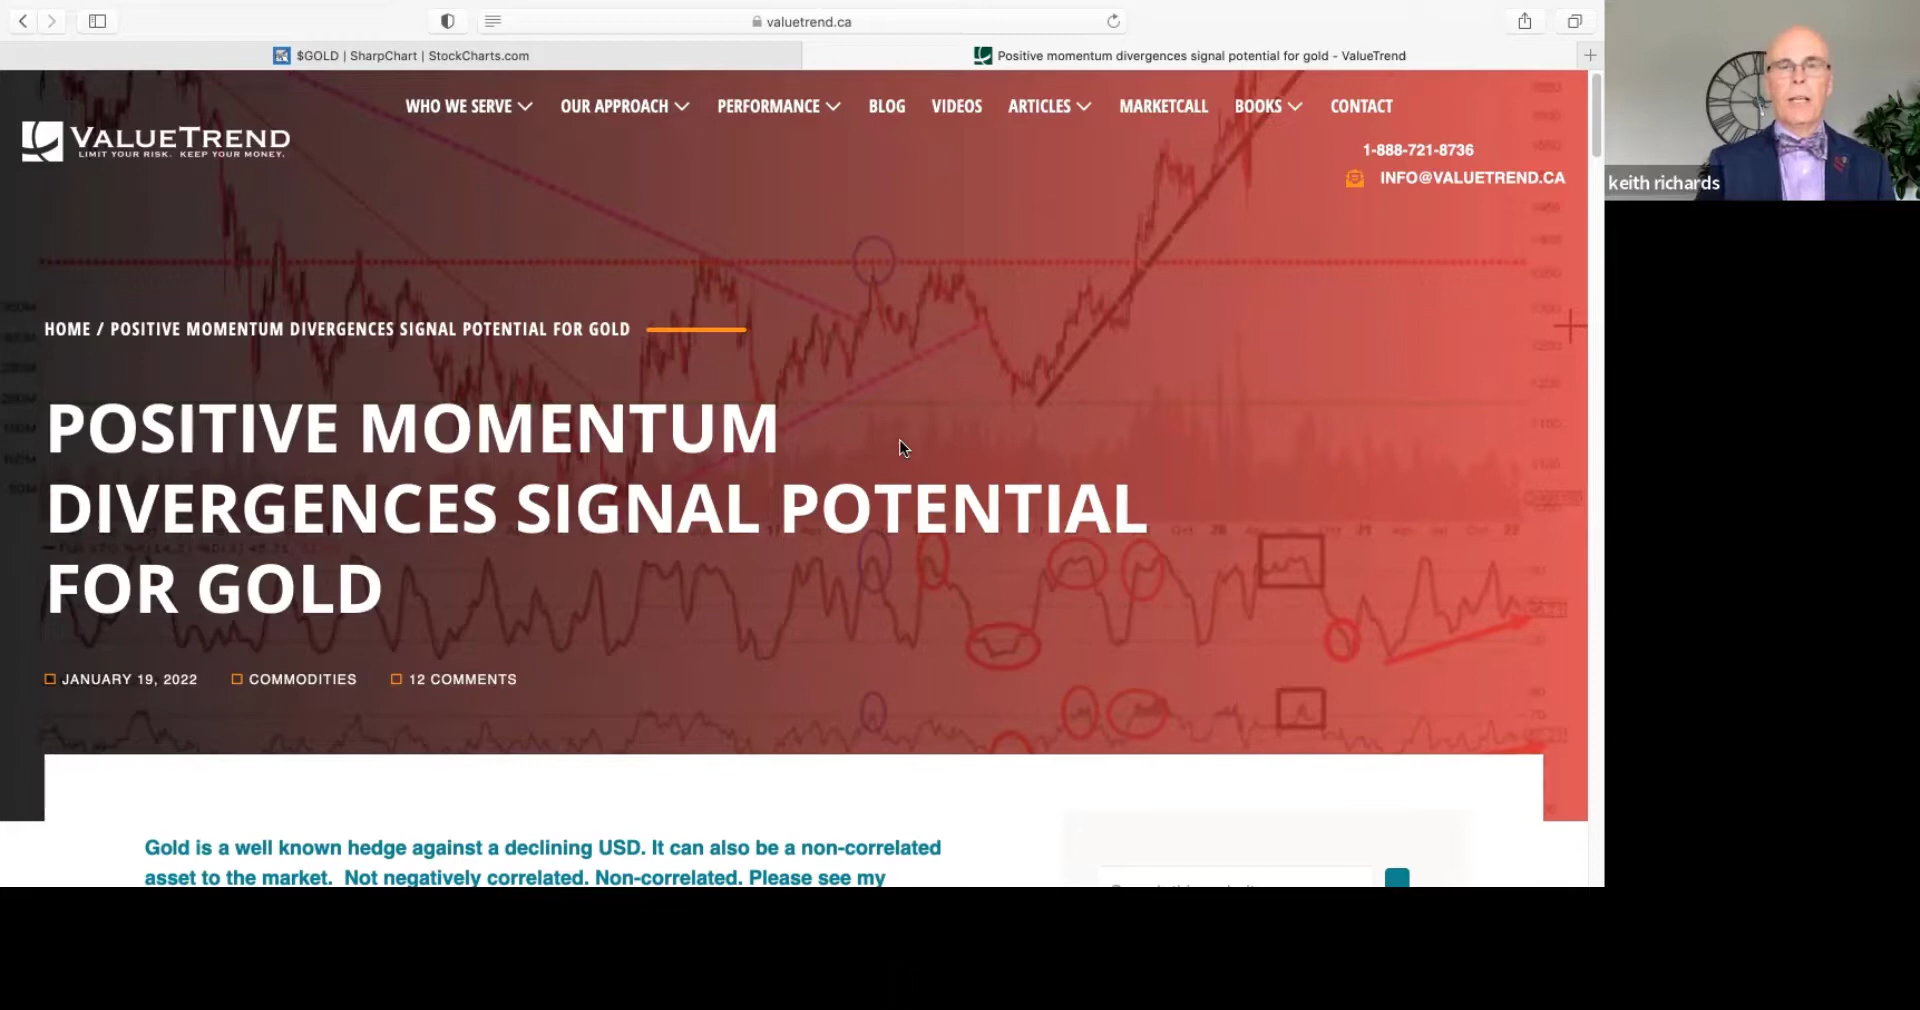 valuetrend.ca
$GOLD | SharpChart | StockCharts.com
Positive momentum divergences signal potential for gold - ValueTrend
WHO WE SERVE OUR APPROACH PERFORMANCE BLOG VIDEOS ARTICLES MARKETCALL BOOKS CONTACT
VALUETREND
LIMIT YOUR RISK. KEEP YOUR MONEY.
1-888-721-8736
INFO@VALUETREND.CA
keith richards
HOME / POSITIVE MOMENTUM DIVERGENCES SIGNAL POTENTIAL FOR GOLD
POSITIVE MOMENTUM
DIVERGENCES SIGNAL POTENTIAL
FOR GOLD
JANUARY 19, 2022 COMMODITIES 12 COMMENTS
Gold is a well known hedge against a declining USD. It can also be a non-correlated
asset to the market. Not negatively correlated. Non-correlated. Please see my